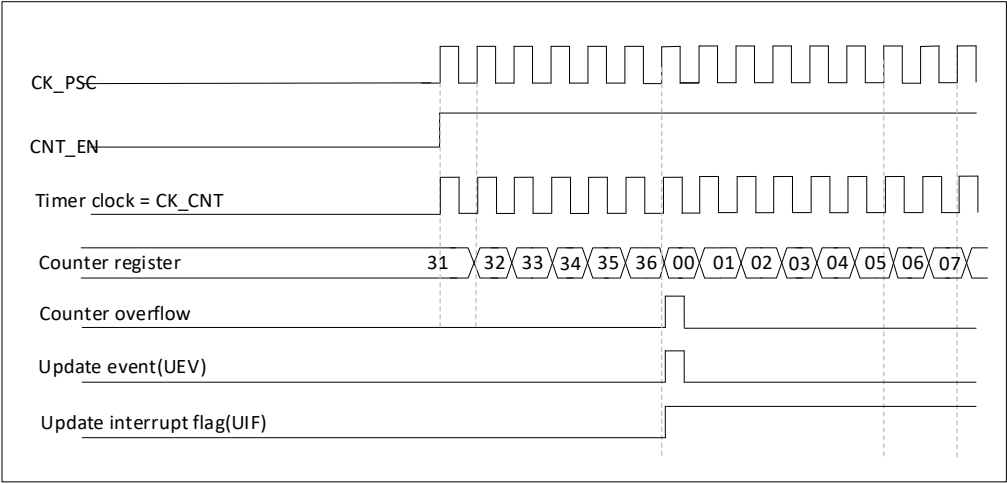 CK_PSC
CNT_EN
Timer clock = CK_CNT
Counter register 31 32 33 34 35 36 00 01 02 03 04 05 06 07
Counter overflow
Update event(UEV)
Update interrupt flag(UIF)